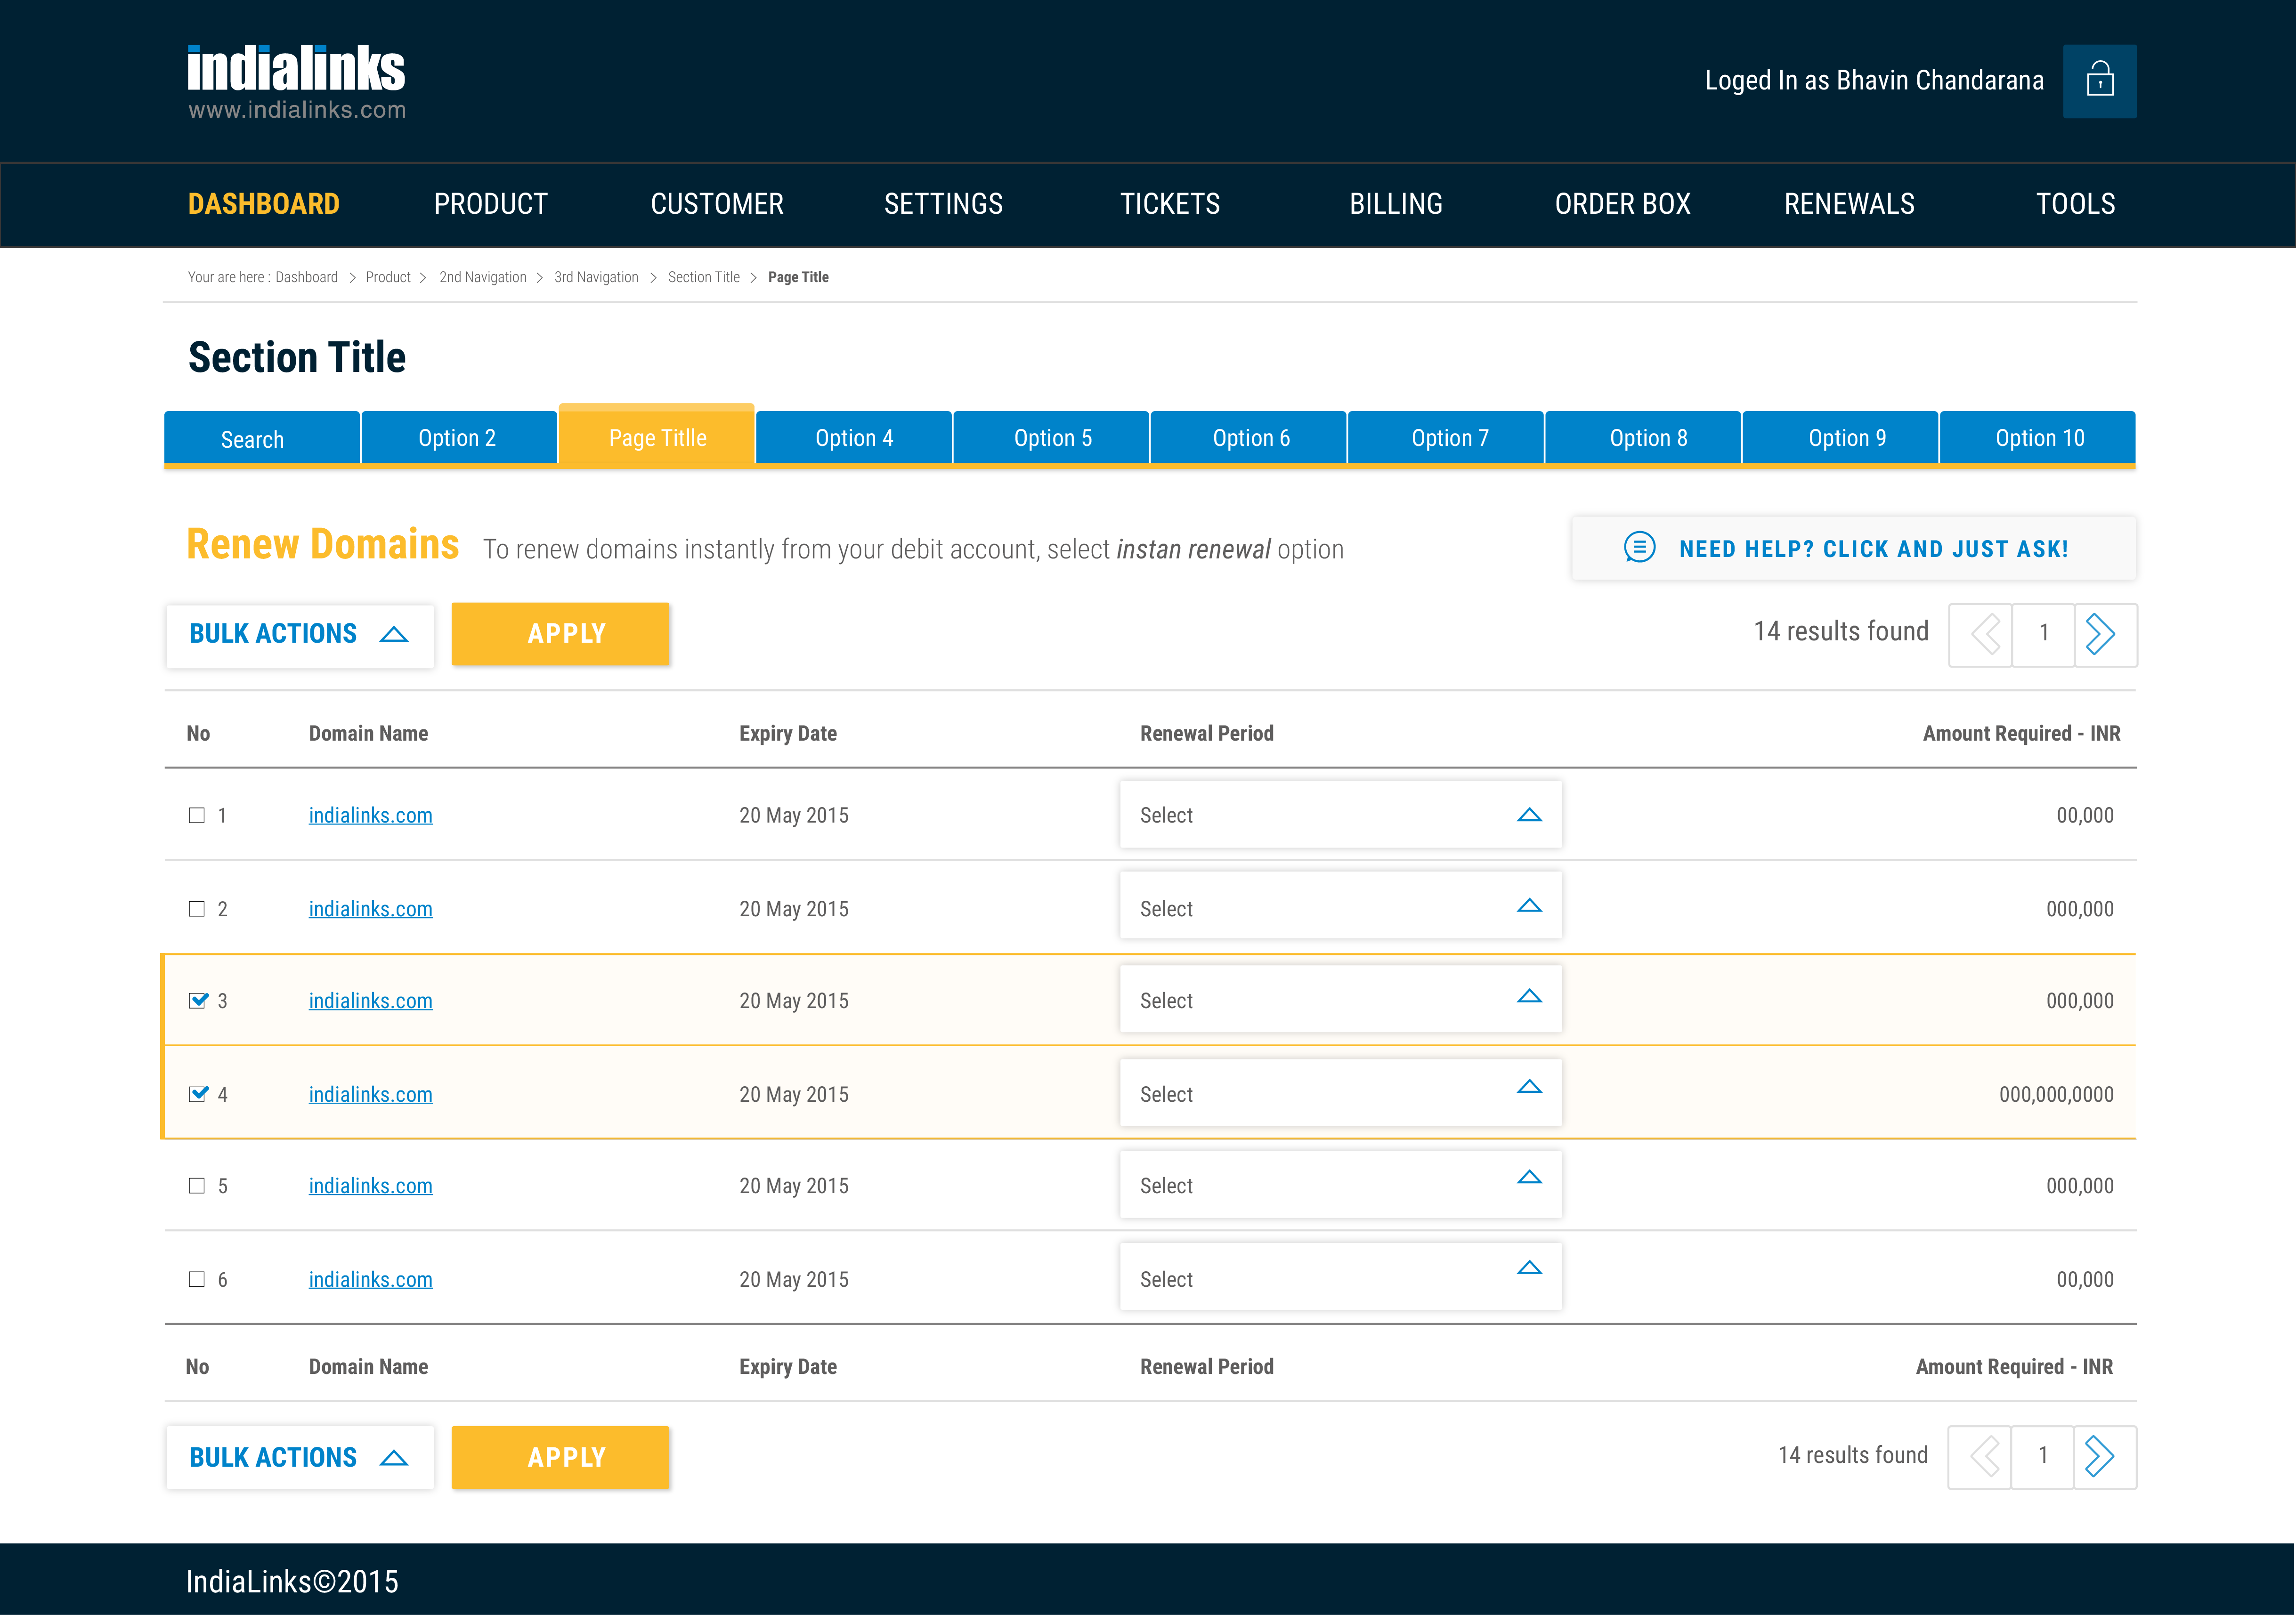 indialinks
www.indialinks.com
Loged In as Bhavin Chandarana
DASHBOARD PRODUCT CUSTOMER SETTINGS TICKETS BILLING ORDER BOX RENEWALS TOOLS
Your are here : Dashboard > Product > 2nd Navigation > 3rd Navigation > Section Title > Page Title
Section Title
Search Option 2 Page Titlle Option 4 Option 5 Option 6 Option 7 Option 8 Option 9 Option 10
Renew Domains To renew domains instantly from your debit account, select instan renewal option
NEED HELP? CLICK AND JUST ASK!
BULK ACTIONS APPLY 14 results found 1
No Domain Name Expiry Date Renewal Period Amount Required - INR
1 indialinks.com 20 May 2015 Select 00,000
2 indialinks.com 20 May 2015 Select 000,000
3 indialinks.com 20 May 2015 Select 000,000
4 indialinks.com 20 May 2015 Select 000,000,0000
5 indialinks.com 20 May 2015 Select 000,000
6 indialinks.com 20 May 2015 Select 00,000
No Domain Name Expiry Date Renewal Period Amount Required - INR
BULK ACTIONS APPLY 14 results found 1
IndiaLinks©2015